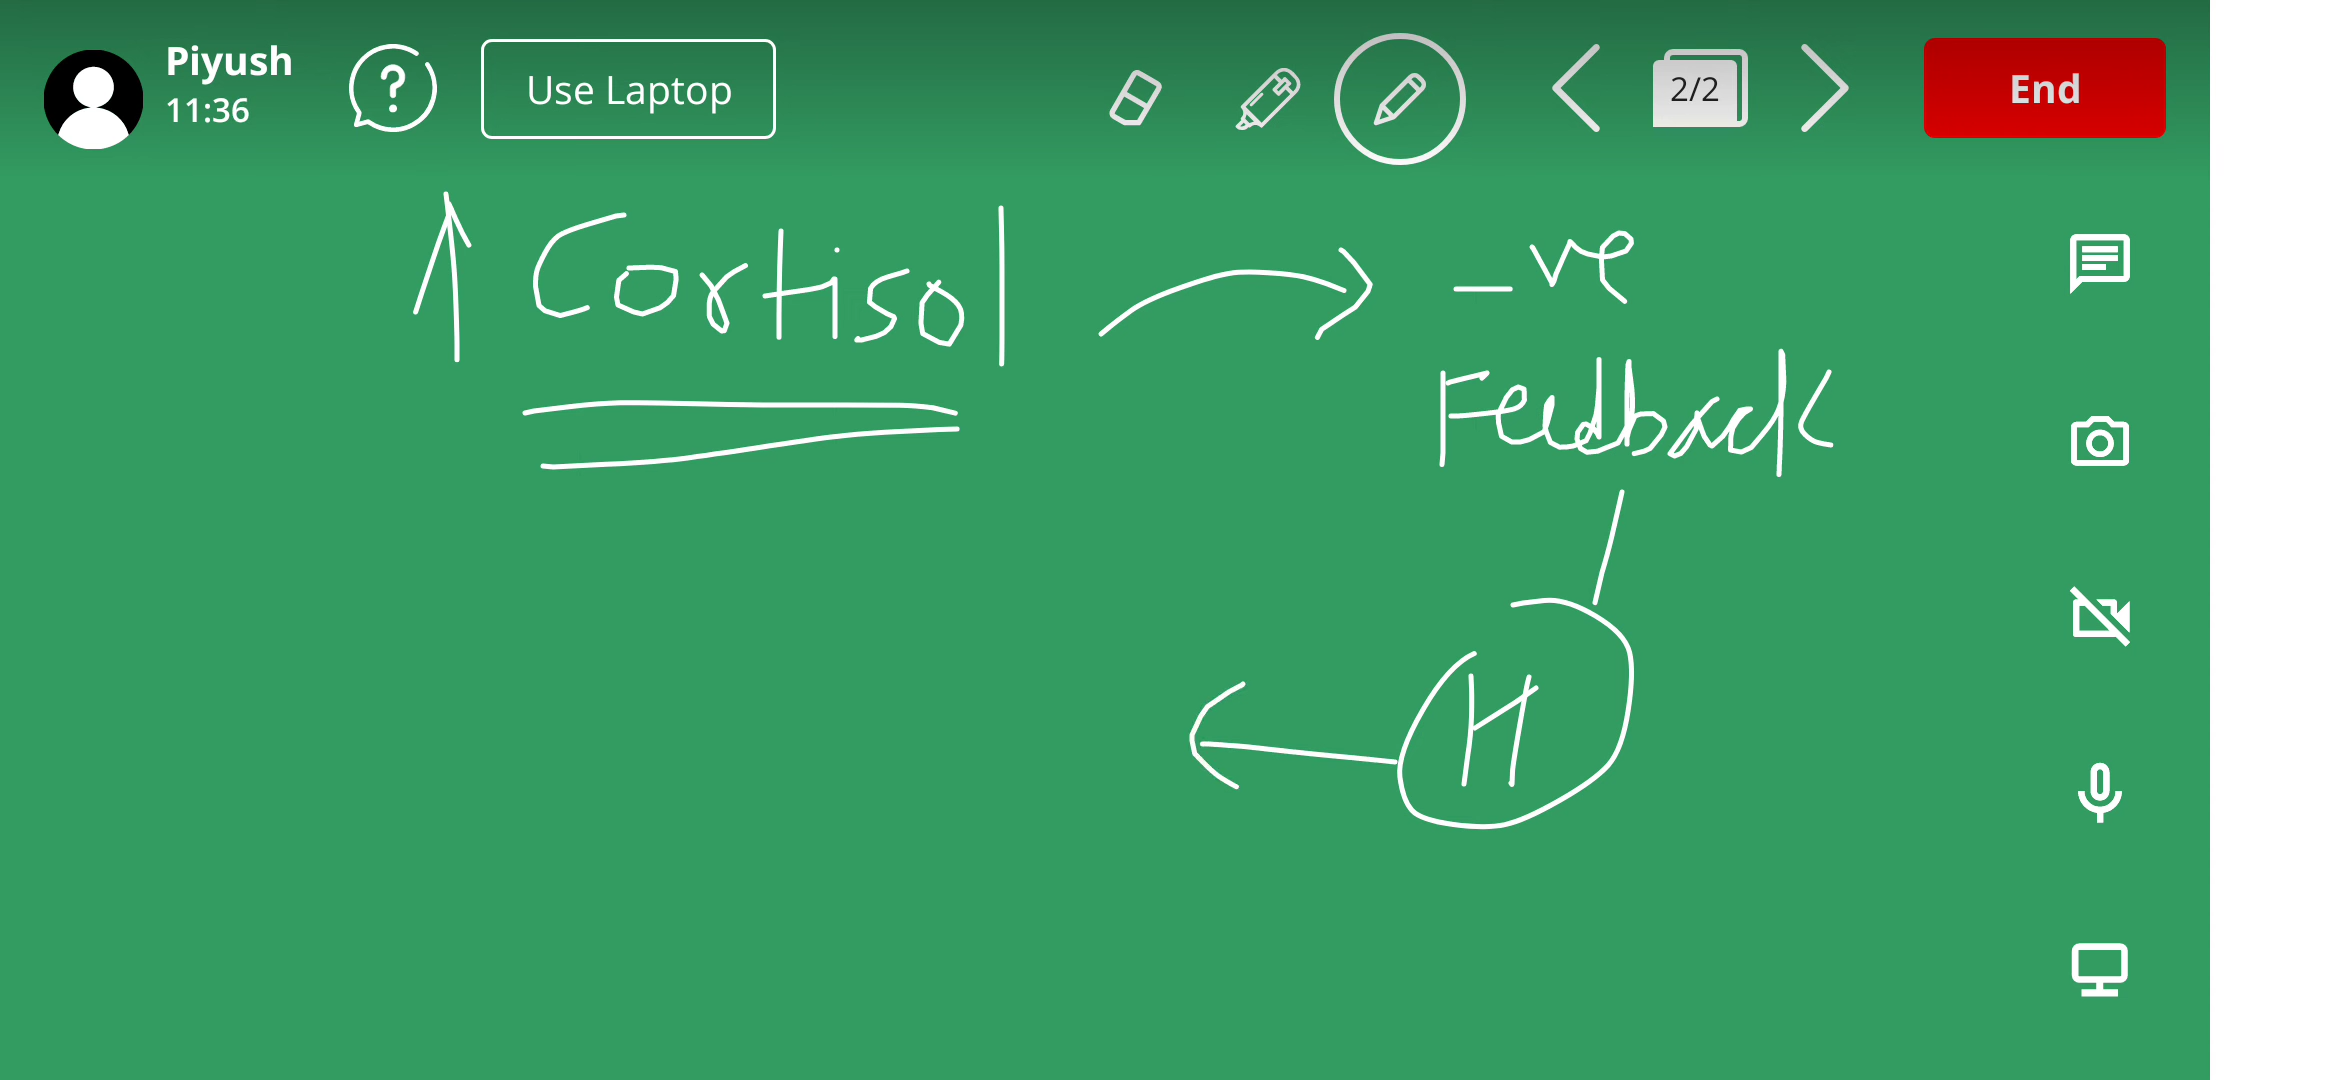 Piyush
11:36
Use Laptop
2/2
End
↑ Cortisol → -ve
Feedback
H